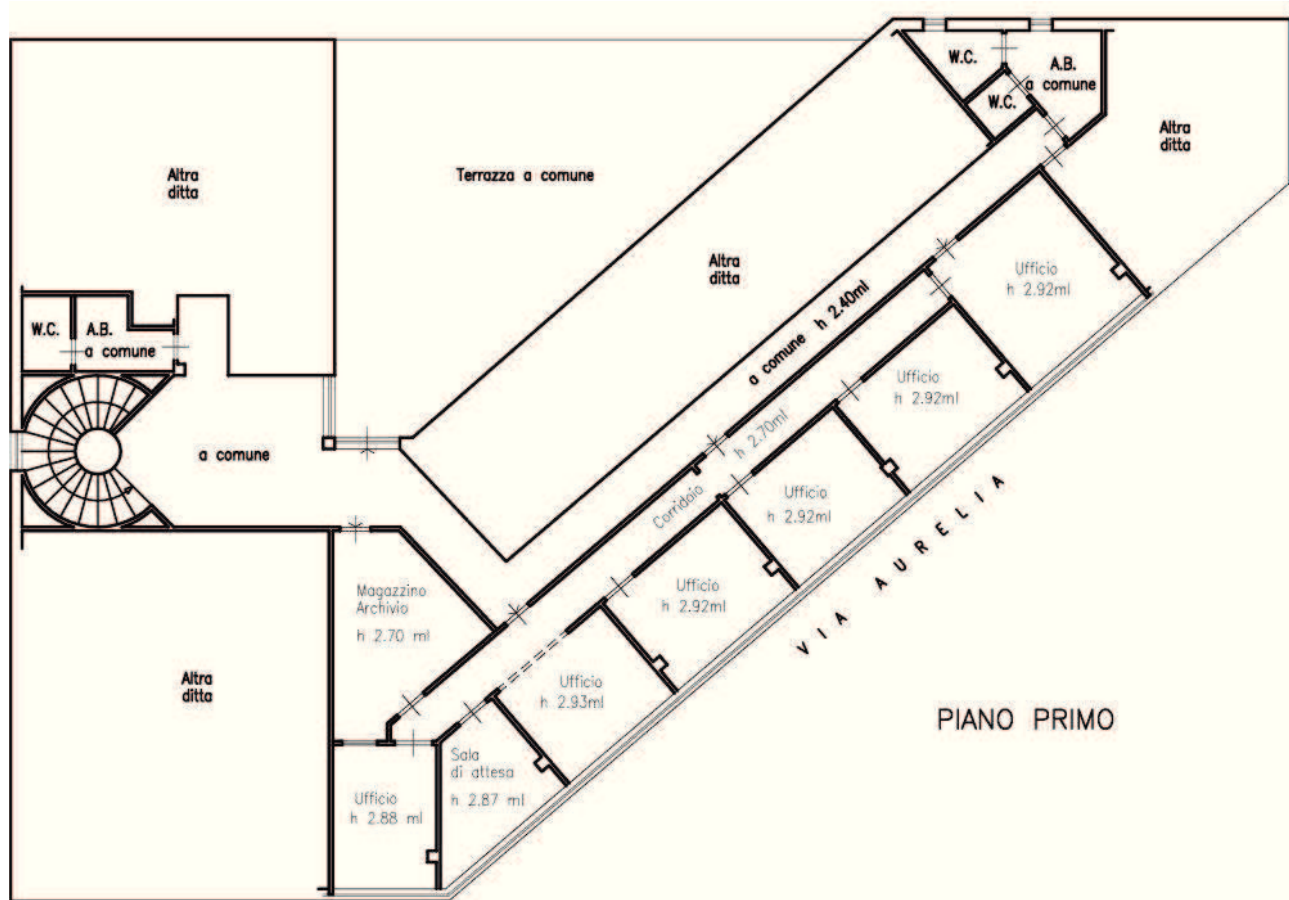 W.C.
A.B.
a comune
W.C.
Altra
ditta
Altra
ditta
Terrazza a comune
Altra
ditta
Ufficio
h 2.92ml
a comune h 2.40ml
W.C.
A.B.
a comune
Ufficio
h 2.92ml
h 2.70ml
Corridoio
a comune
Ufficio
h 2.92ml
VIA AURELIA
Ufficio
h 2.92ml
Magazzino
Archivio
h 2.70 ml
Altra
ditta
Ufficio
h 2.93ml
PIANO PRIMO
Sala
di attesa
h 2.87 ml
Ufficio
h 2.88 ml